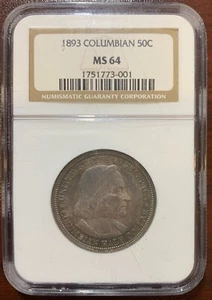 1893 COLUMBIAN 50C
MS 64
1751773-001
NUMISMATIC GUARANTY CORPORATION